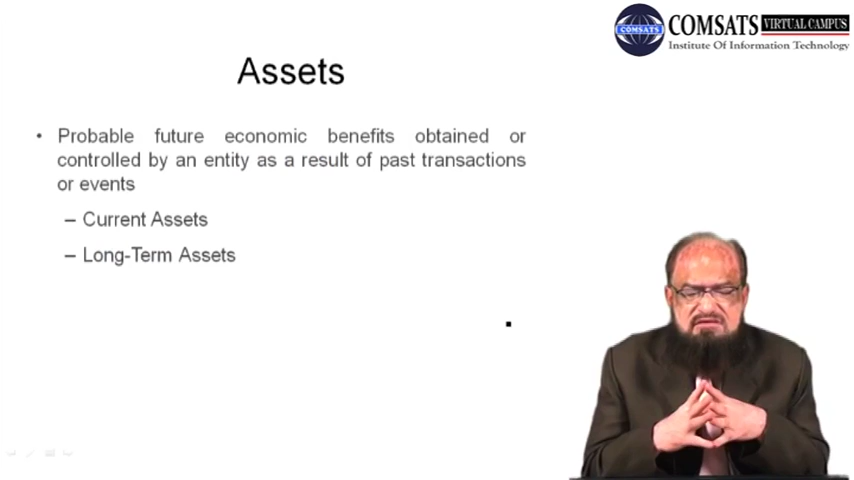 COMSATS VIRTUAL CAMPUS
COMSATS
Institute Of Information Technology
Assets
• Probable future economic benefits obtained or
controlled by an entity as a result of past transactions
or events
– Current Assets
– Long-Term Assets